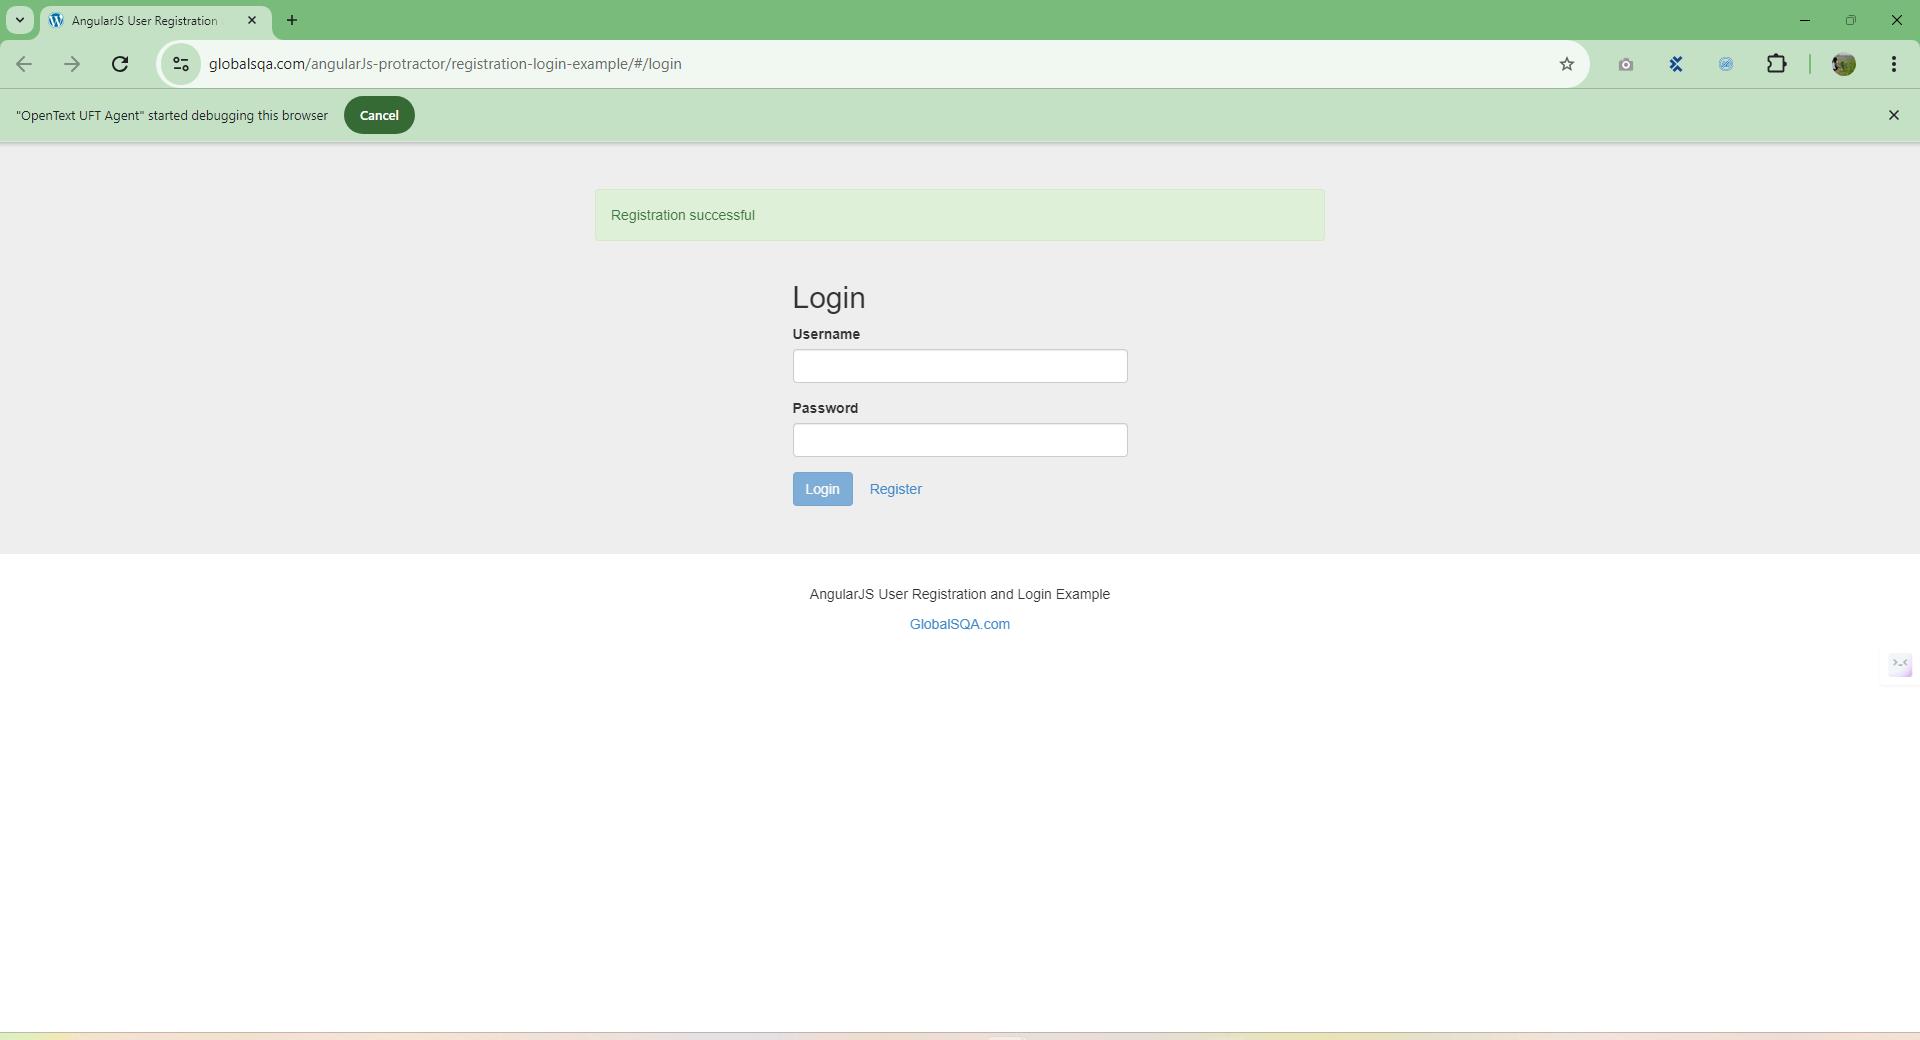 AngularJS User Registration
globalsqa.com/angularJs-protractor/registration-login-example/#/login
"OpenText UFT Agent" started debugging this browser
Cancel
Registration successful
Login
Username
Password
Login
Register
AngularJS User Registration and Login Example
GlobalSQA.com